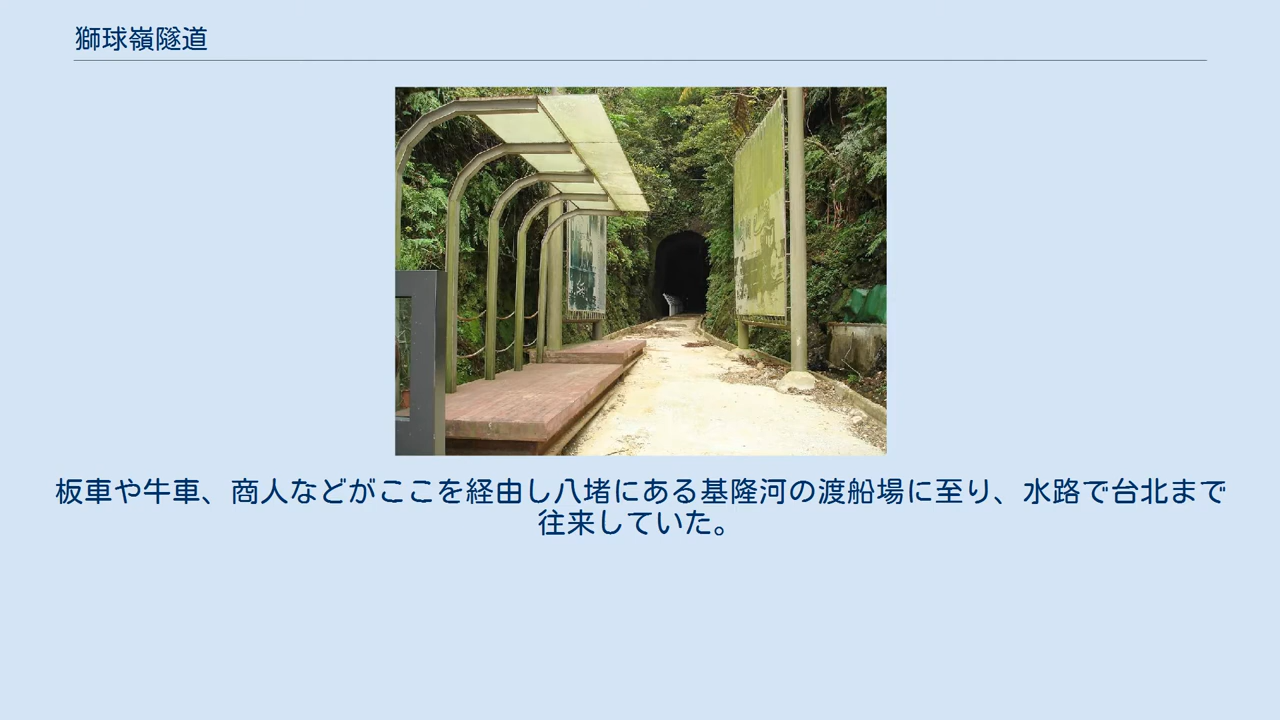 獅球嶺隧道
板車や牛車、商人などがここを経由し八堵にある基隆河の渡船場に至り、水路で台北まで
往来していた。